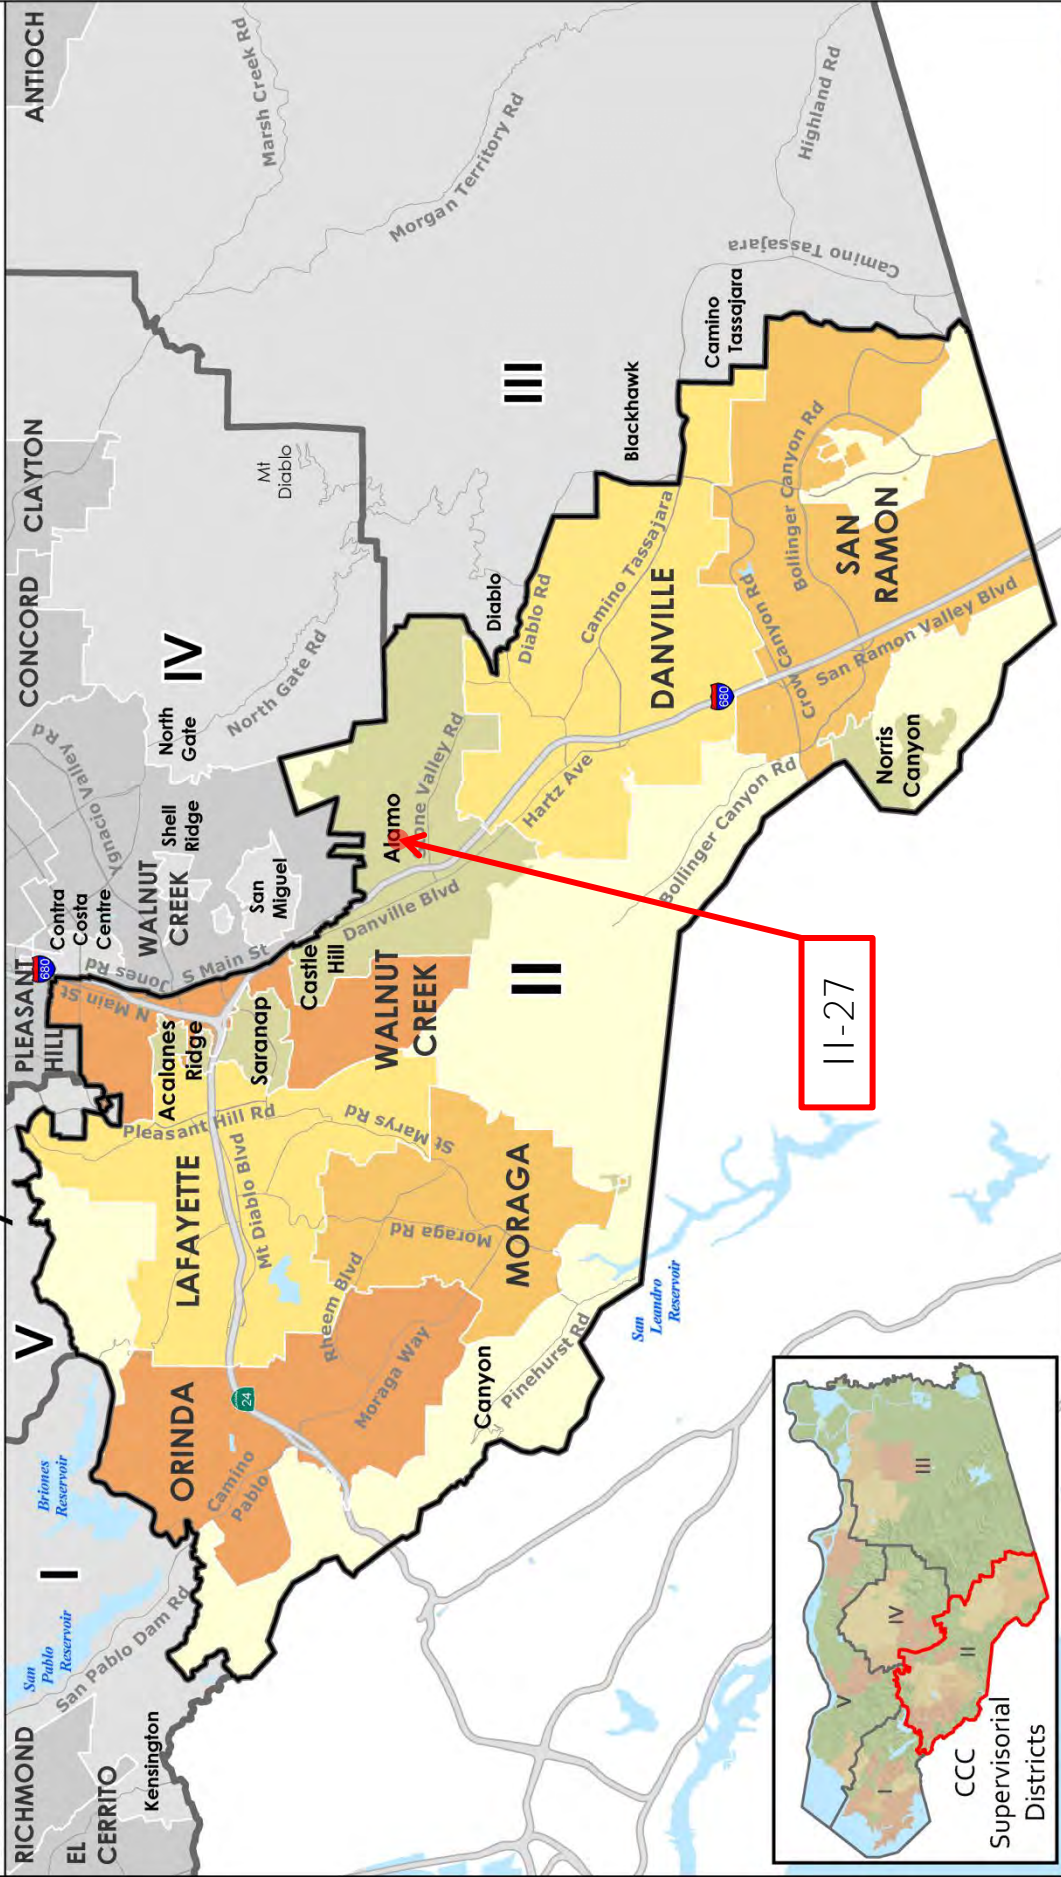 RICHMOND
EL
CERRITO
Kensington
San
Pablo
Reservoir
San Pablo Dam Rd
I
Briones
Reservoir
V
ORINDA
Camino
Pablo
24
Moraga Way
Rheem Blvd
Canyon
Pinehurst Rd
LAFAYETTE
Mt Diablo Blvd
Pleasant Hill Rd
St Marys Rd
Moraga Rd
MORAGA
San
Leandro
Reservoir
PLEASANT
HILL
680
N Main St
Jones Rd
S Main St
Acalanes
Ridge
Saranap
Castle
Hill
WALNUT
CREEK
II
Contra
Costa
Centre
WALNUT
CREEK
Shell
Ridge
San
Miguel
Ygnacio Valley Rd
North
Gate
North Gate Rd
IV
CONCORD
CLAYTON
Mt
Diablo
ANTIOCH
Marsh Creek Rd
Morgan Territory Rd
III
Alamo
Stone Valley Rd
Danville Blvd
Hartz Ave
Diablo
Diablo Rd
Camino Tassajara
DANVILLE
680
Blackhawk
Camino
Tassajara
Camino Tassajara
Highland Rd
Crow Canyon Rd
Bollinger Canyon Rd
Bollinger Canyon Rd
SAN
RAMON
San Ramon Valley Blvd
Norris
Canyon
II-27
I
V
IV
II
III
CCC
Supervisorial
Districts